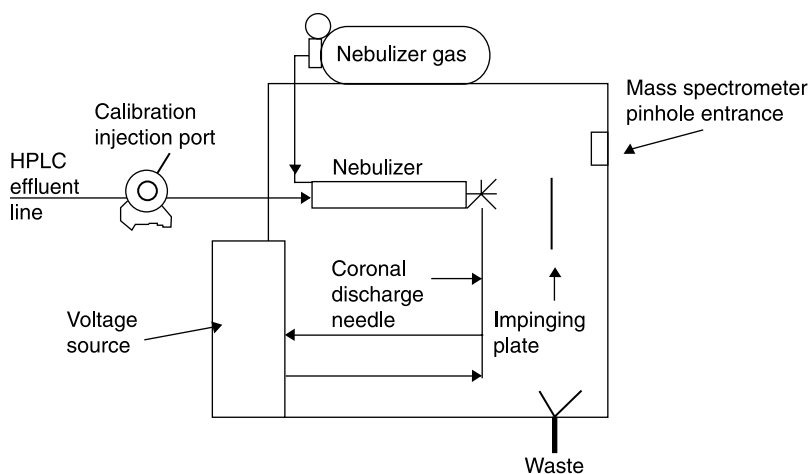 Nebulizer gas
Mass spectrometer
pinhole entrance
Calibration
injection port
HPLC
effluent
line
Nebulizer
Coronal
discharge
needle
Impinging
plate
Voltage
source
Waste